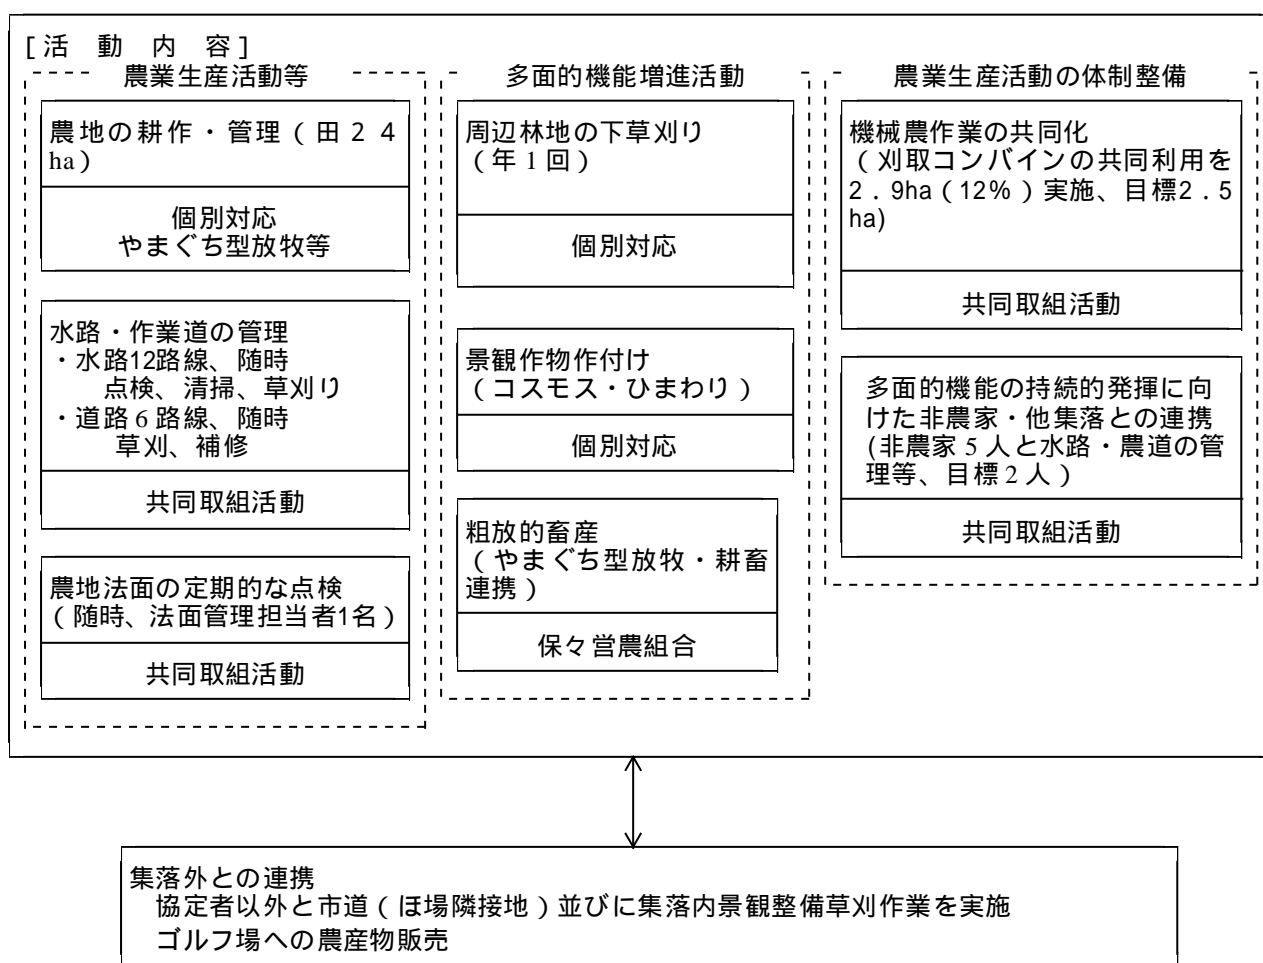 [活　動　内　容]
農業生産活動等
農地の耕作・管理（田２４
ha）
個別対応
やまぐち型放牧等
水路・作業道の管理
・水路12路線、随時
点検、清掃、草刈り
・道路６路線、随時
草刈、補修
共同取組活動
農地法面の定期的な点検
（随時、法面管理担当者1名）
共同取組活動
多面的機能増進活動
周辺林地の下草刈り
（年１回）
個別対応
景観作物作付け
（コスモス・ひまわり）
個別対応
粗放的畜産
（やまぐち型放牧・耕畜
連携）
保々営農組合
農業生産活動の体制整備
機械農作業の共同化
（刈取コンバインの共同利用を
2．9ha（12％）実施、目標2．5
ha)
共同取組活動
多面的機能の持続的発揮に向
けた非農家・他集落との連携
(非農家５人と水路・農道の管
理等、目標２人）
共同取組活動
集落外との連携
協定者以外と市道（ほ場隣接地）並びに集落内景観整備草刈作業を実施
ゴルフ場への農産物販売